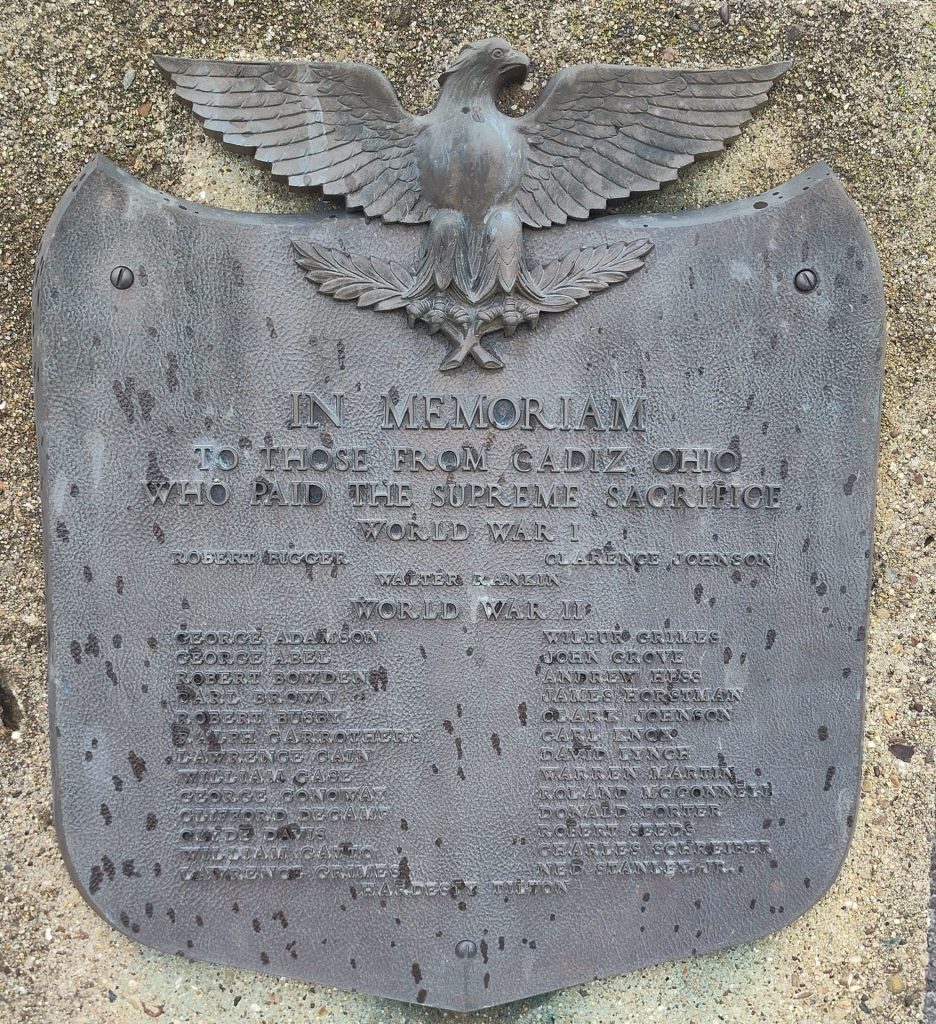 IN MEMORIAM
TO THOSE FROM CADIZ, OHIO
WHO PAID THE SUPREME SACRIFICE
WORLD WAR I
ROBERT BIGGER CLARENCE JOHNSON
WALTER RANKIN
WORLD WAR II
GEORGE ADAMSON WILBUR GRIMES
GEORGE ABEL JOHN GROVE
ROBERT BOWDEN ANDREW HESS
CARL BROWN JAMES HORSTMAN
ROBERT BUSBY CLARK JOHNSON
RALPH CARROTHERS CARL KNOX
LAWRENCE CAIN DAVID LYNCH
WILLIAM CASE WARREN MARTIN
GEORGE CONOWAY ROLAND MCCONNELL
CLIFFORD DECAMP DONALD PORTER
CLYDE DAVIS ROBERT SEEDS
WILLIAM CHARLES SCHREIBER
LAWRENCE GRIMES NED STANLEY, JR.
HARDESTY TILTON